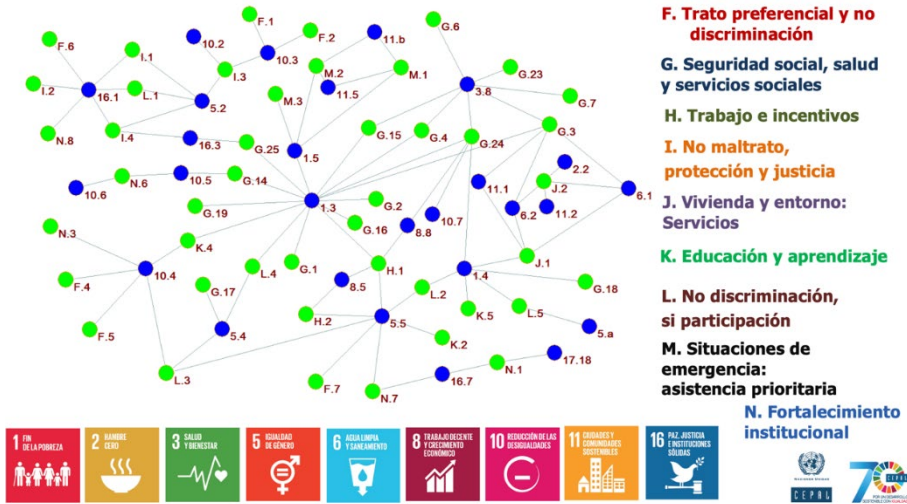 F.1
G.6
F.6
I.1
10.2
F.2
11.b
I.3
10.3
M.2
M.1
G.23
I.2
16.1
L.1
5.2
M.3
11.5
3.8
G.7
N.8
I.4
16.3
G.25
1.5
G.15
G.4
G.24
G.3
2.2
10.6
N.6
10.5
G.14
11.1
J.2
6.1
G.19
1.3
G.2
G.16
8.8
10.7
6.2
11.2
N.3
K.4
10.4
L.4
G.1
H.1
1.4
J.1
F.4
G.17
8.5
L.2
G.18
F.5
5.4
H.2
5.5
K.5
L.5
5.a
K.2
L.3
F.7
N.7
16.7
N.1
17.18
F. Trato preferencial y no
discriminación
G. Seguridad social, salud
y servicios sociales
H. Trabajo e incentivos
I. No maltrato,
protección y justicia
J. Vivienda y entorno:
Servicios
K. Educación y aprendizaje
L. No discriminación,
si participación
M. Situaciones de
emergencia:
asistencia prioritaria
N. Fortalecimiento
institucional
1 FIN
DE LA POBREZA
2 HAMBRE
CERO
3 SALUD
Y BIENESTAR
5 IGUALDAD
DE GÉNERO
6 AGUA LIMPIA
Y SANEAMIENTO
8 TRABAJO DECENTE
Y CRECIMIENTO
ECONÓMICO
10 REDUCCIÓN DE LAS
DESIGUALDADES
11 CIUDADES Y
COMUNIDADES
SOSTENIBLES
16 PAZ, JUSTICIA
E INSTITUCIONES
SÓLIDAS
NACIONES UNIDAS
CEPAL
70
CEPAL